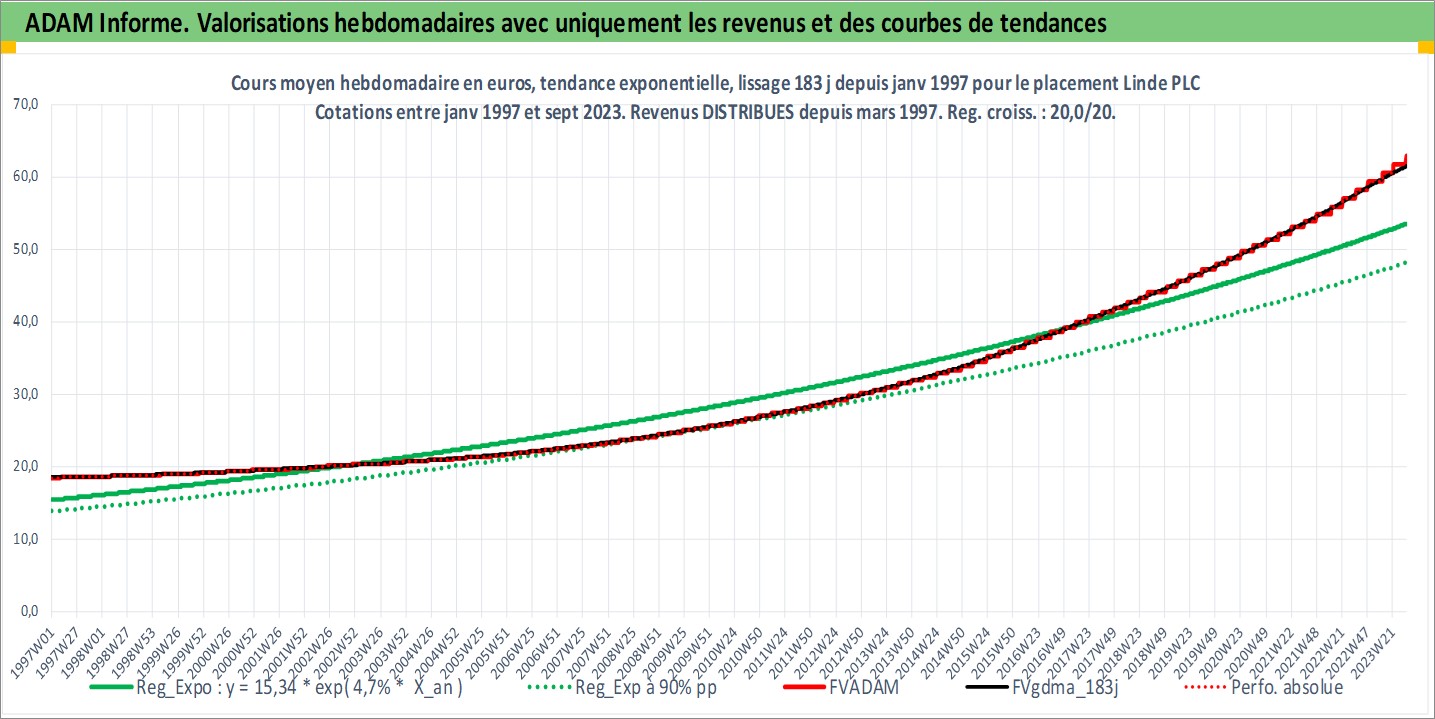 ADAM Informe. Valorisations hebdomadaires avec uniquement les revenus et des courbes de tendances
Cours moyen hebdomadaire en euros, tendance exponentielle, lissage 183 j depuis janv 1997 pour le placement Linde PLC
Cotations entre janv 1997 et sept 2023. Revenus DISTRIBUES depuis mars 1997. Reg. croiss. : 20,0/20.
70,0
60,0
50,0
40,0
30,0
20,0
10,0
0,0
1997W01 1997W27 1998W01 1998W27 1998W53 1999W26 1999W52 2000W26 2000W52 2001W26 2001W52 2002W26 2002W52 2003W26 2003W52 2004W26 2004W52 2005W25 2005W51 2006W25 2006W51 2007W25 2007W51 2008W25 2008W51 2009W25 2009W51 2010W24 2010W50 2011W24 2011W50 2012W24 2012W50 2013W24 2013W50 2014W24 2014W50 2015W24 2015W50 2016W23 2016W49 2017W23 2017W49 2018W23 2018W49 2019W23 2019W49 2020W23 2020W49 2021W22 2021W48 2022W21 2022W47 2023W21
Reg_Expo : y = 15,34 * exp( 4,7% * X_an ) Reg_Exp à 90% pp FVADAM FVgdma_183j Perfo. absolue